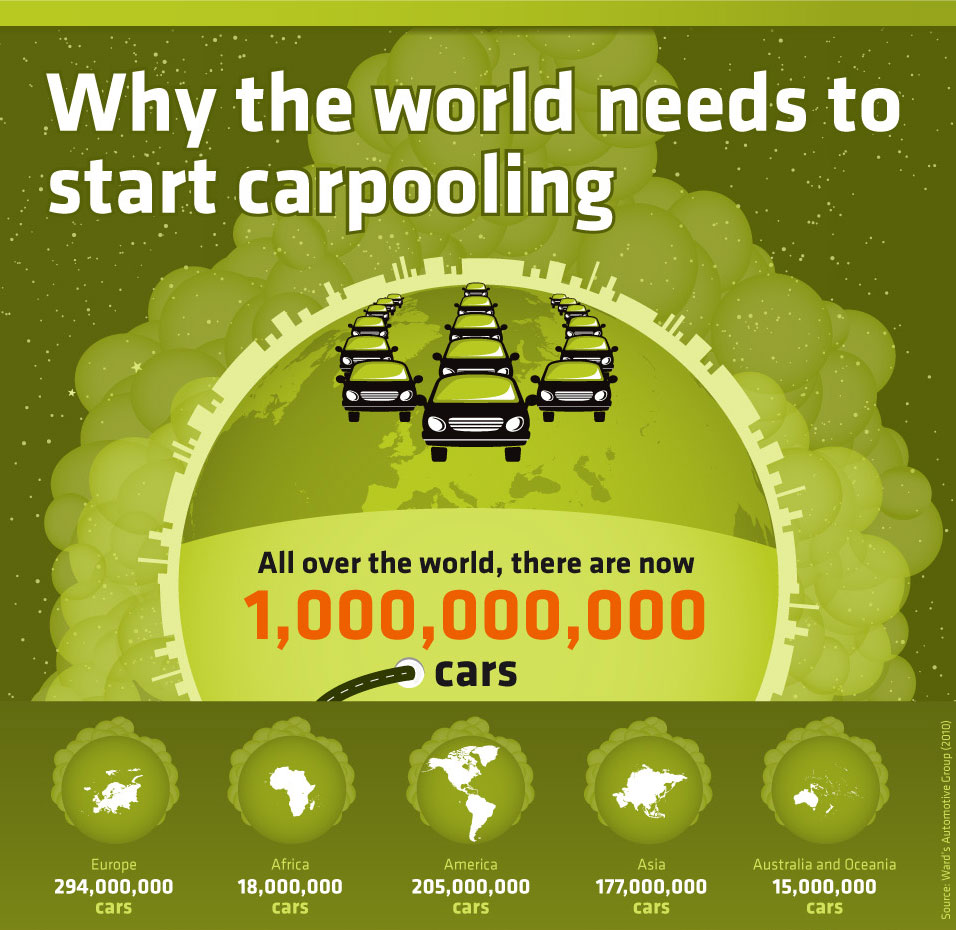 Why the world needs to
start carpooling
All over the world, there are now
1,000,000,000
cars
Europe
294,000,000
cars
Africa
18,000,000
cars
America
205,000,000
cars
Asia
177,000,000
cars
Australia and Oceania
15,000,000
cars
Source: Ward's Automotive Group (2010)